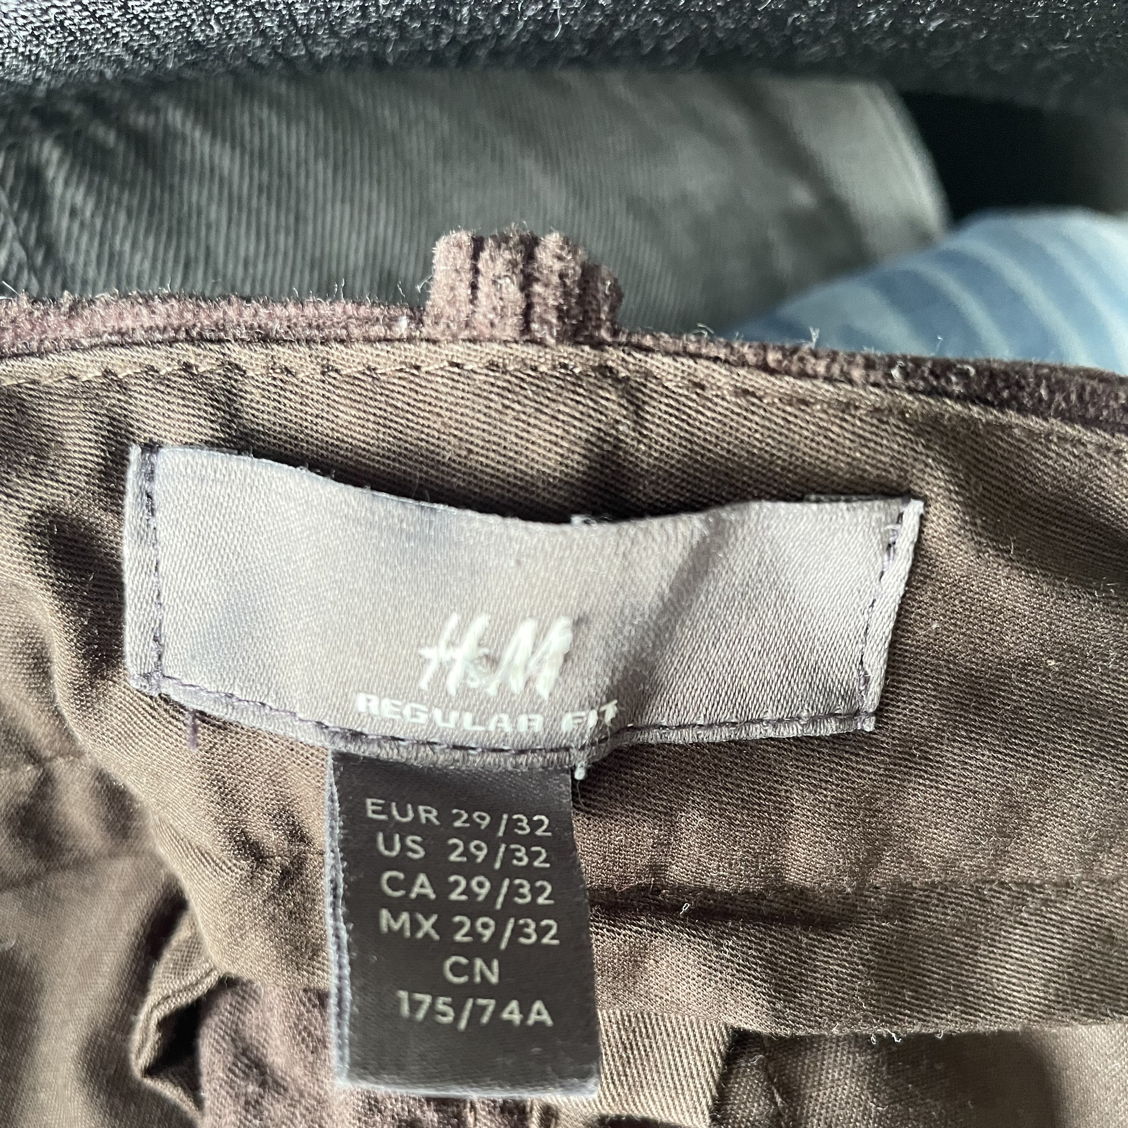 H&M
REGULAR FIT
EUR 29/32
US 29/32
CA 29/32
MX 29/32
CN
175/74A